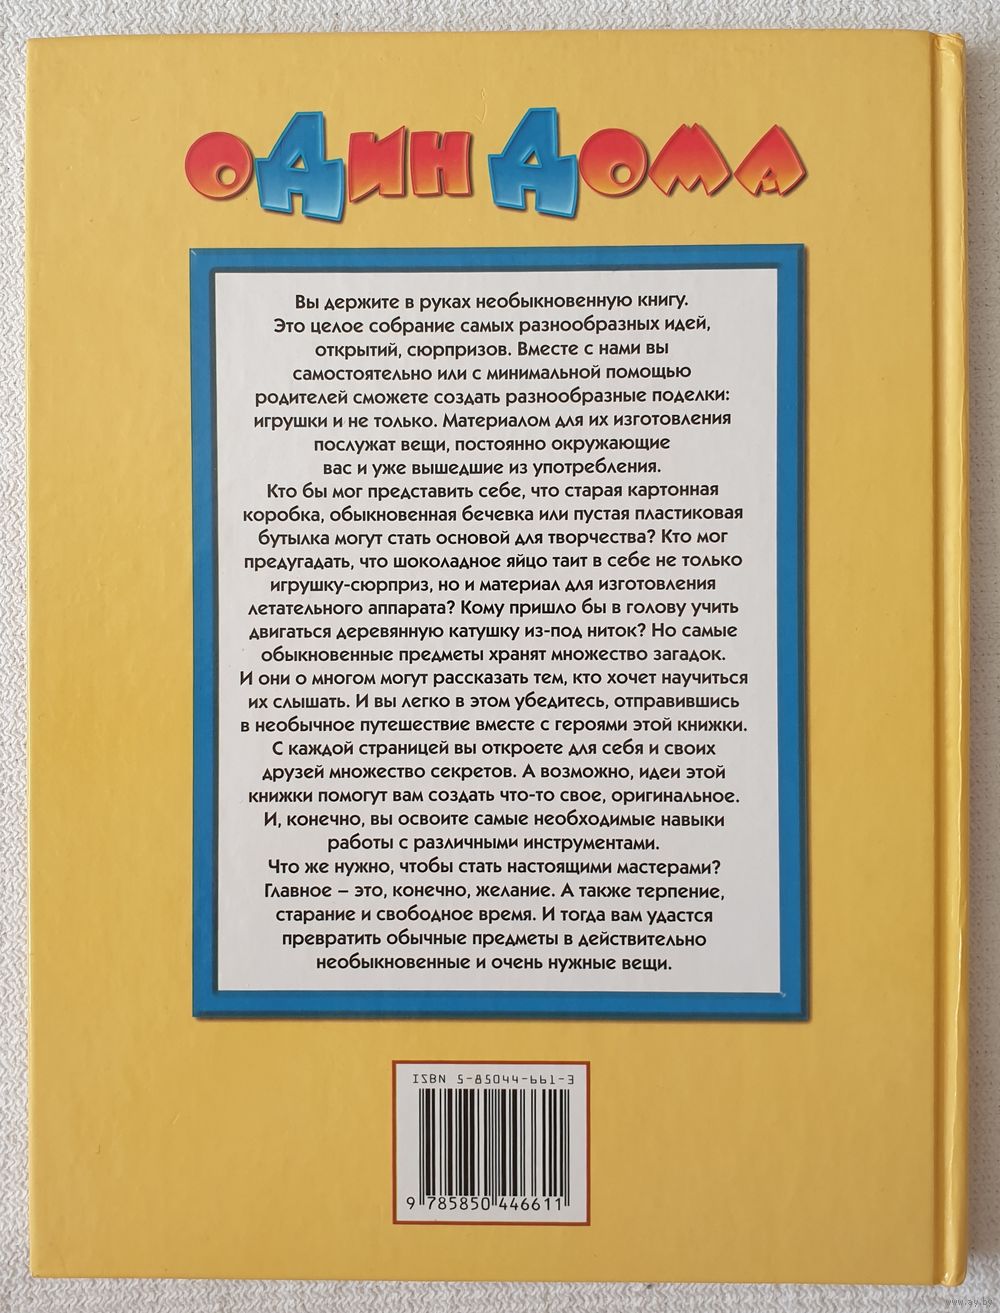 один дома
Вы держите в руках необыкновенную книгу.
Это целое собрание самых разнообразных идей,
открытий, сюрпризов. Вместе с нами вы
самостоятельно или с минимальной помощью
родителей сможете создать разнообразные поделки:
игрушки и не только. Материалом для их изготовления
послужат вещи, постоянно окружающие
вас и уже вышедшие из употребления.
Кто бы мог представить себе, что старая картонная
коробка, обыкновенная бечевка или пустая пластиковая
бутылка могут стать основой для творчества? Кто мог
предугадать, что шоколадное яйцо таит в себе не только
игрушку-сюрприз, но и материал для изготовления
летательного аппарата? Кому пришло бы в голову учить
двигаться деревянную катушку из-под ниток? Но самые
обыкновенные предметы хранят множество загадок.
И они о многом могут рассказать тем, кто хочет научиться
их слышать. И вы легко в этом убедитесь, отправившись
в необычное путешествие вместе с героями этой книжки.
С каждой страницей вы откроете для себя и своих
друзей множество секретов. А возможно, идеи этой
книжки помогут вам создать что-то свое, оригинальное.
И, конечно, вы освоите самые необходимые навыки
работы с различными инструментами.
Что же нужно, чтобы стать настоящими мастерами?
Главное – это, конечно, желание. А также терпение,
старание и свободное время. И тогда вам удастся
превратить обычные предметы в действительно
необыкновенные и очень нужные вещи.
ISBN 5-85044-661-3
9 785850 446611
www.ay.by